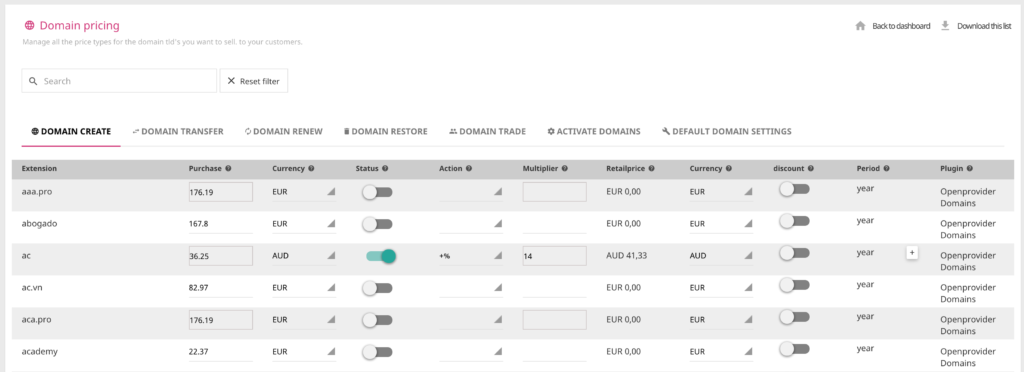 Domain pricing
Back to dashboard Download this list
Manage all the price types for the domain tld's you want to sell. to your customers.
Search Reset filter
DOMAIN CREATE DOMAIN TRANSFER DOMAIN RENEW DOMAIN RESTORE DOMAIN TRADE ACTIVATE DOMAINS DEFAULT DOMAIN SETTINGS
Extension Purchase Currency Status Action Multiplier Retailprice Currency discount Period Plugin
aaa.pro 176.19 EUR EUR 0,00 EUR year Openprovider
Domains
abogado 167.8 EUR EUR 0,00 EUR year Openprovider
Domains
ac 36.25 AUD +% 14 AUD 41,33 AUD year + Openprovider
Domains
ac.vn 82.97 EUR EUR 0,00 EUR year Openprovider
Domains
aca.pro 176.19 EUR EUR 0,00 EUR year Openprovider
Domains
academy 22.37 EUR EUR 0,00 EUR year Openprovider
Domains